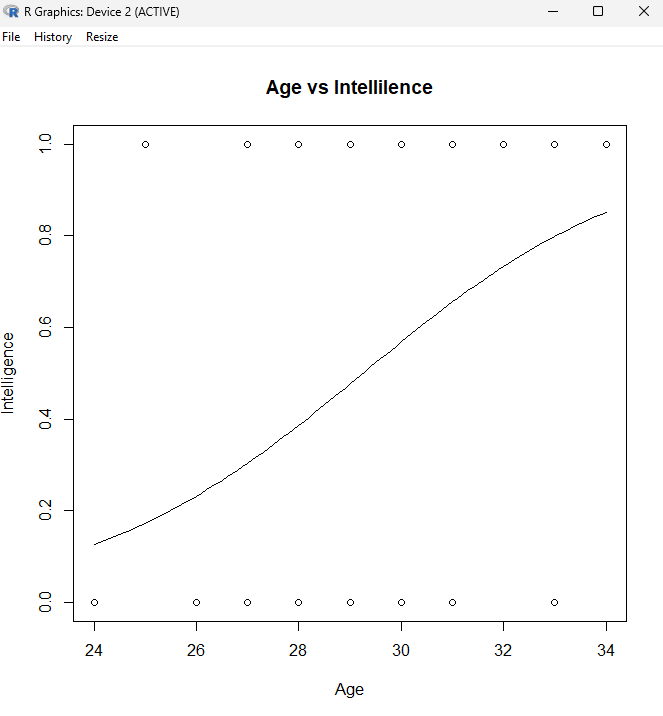 R Graphics: Device 2 (ACTIVE)
File History Resize
Age vs Intellilence
1.0
0.8
0.6
0.4
0.2
0.0
Intelligence
24 26 28 30 32 34
Age